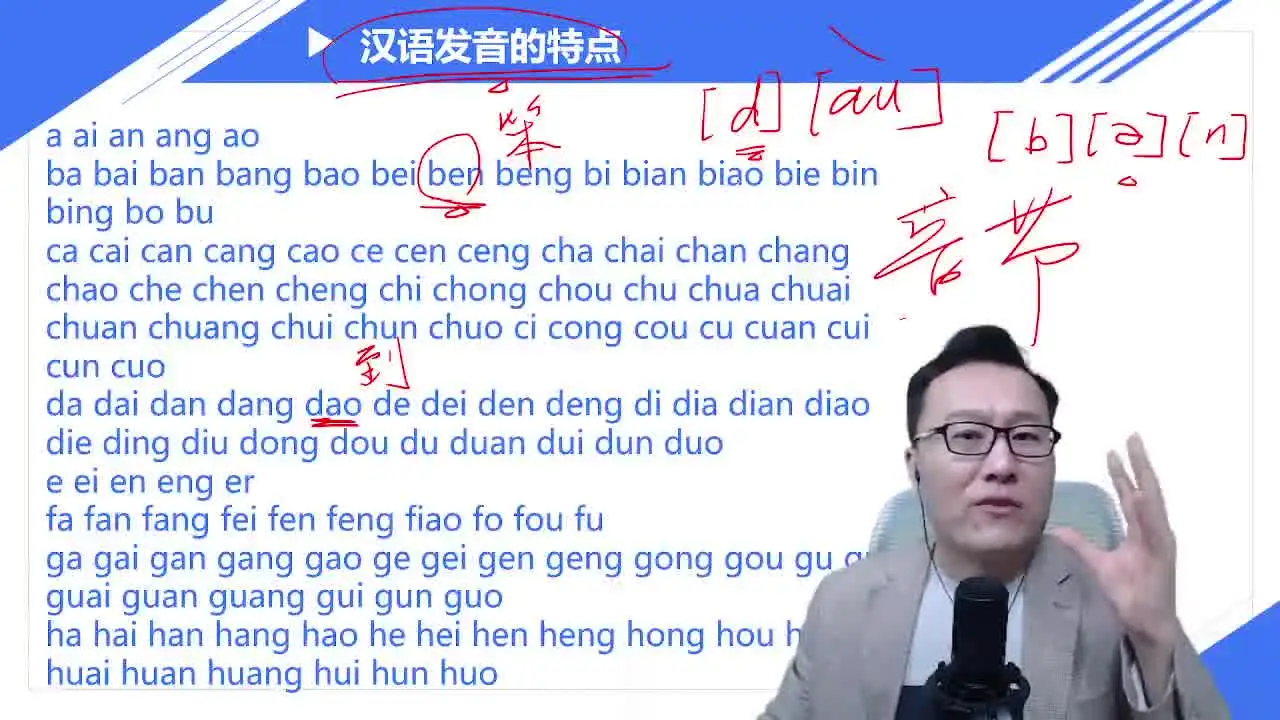 汉语发音的特点
[d] [au]
[b] [ə] [n]
笨
音节
a ai an ang ao
ba bai ban bang bao bei ben beng bi bian biao bie bin
bing bo bu
ca cai can cang cao ce cen ceng cha chai chan chang
chao che chen cheng chi chong chou chu chua chuai
chuan chuang chui chun chuo ci cong cou cu cuan cui
cun cuo
到
da dai dan dang dao de dei den deng di dia dian diao
die ding diu dong dou du duan dui dun duo
e ei en eng er
fa fan fang fei fen feng fiao fo fou fu
ga gai gan gang gao ge gei gen geng gong gou gu
guai guan guang gui gun guo
ha hai han hang hao he hei hen heng hong hou
huai huan huang hui hun huo